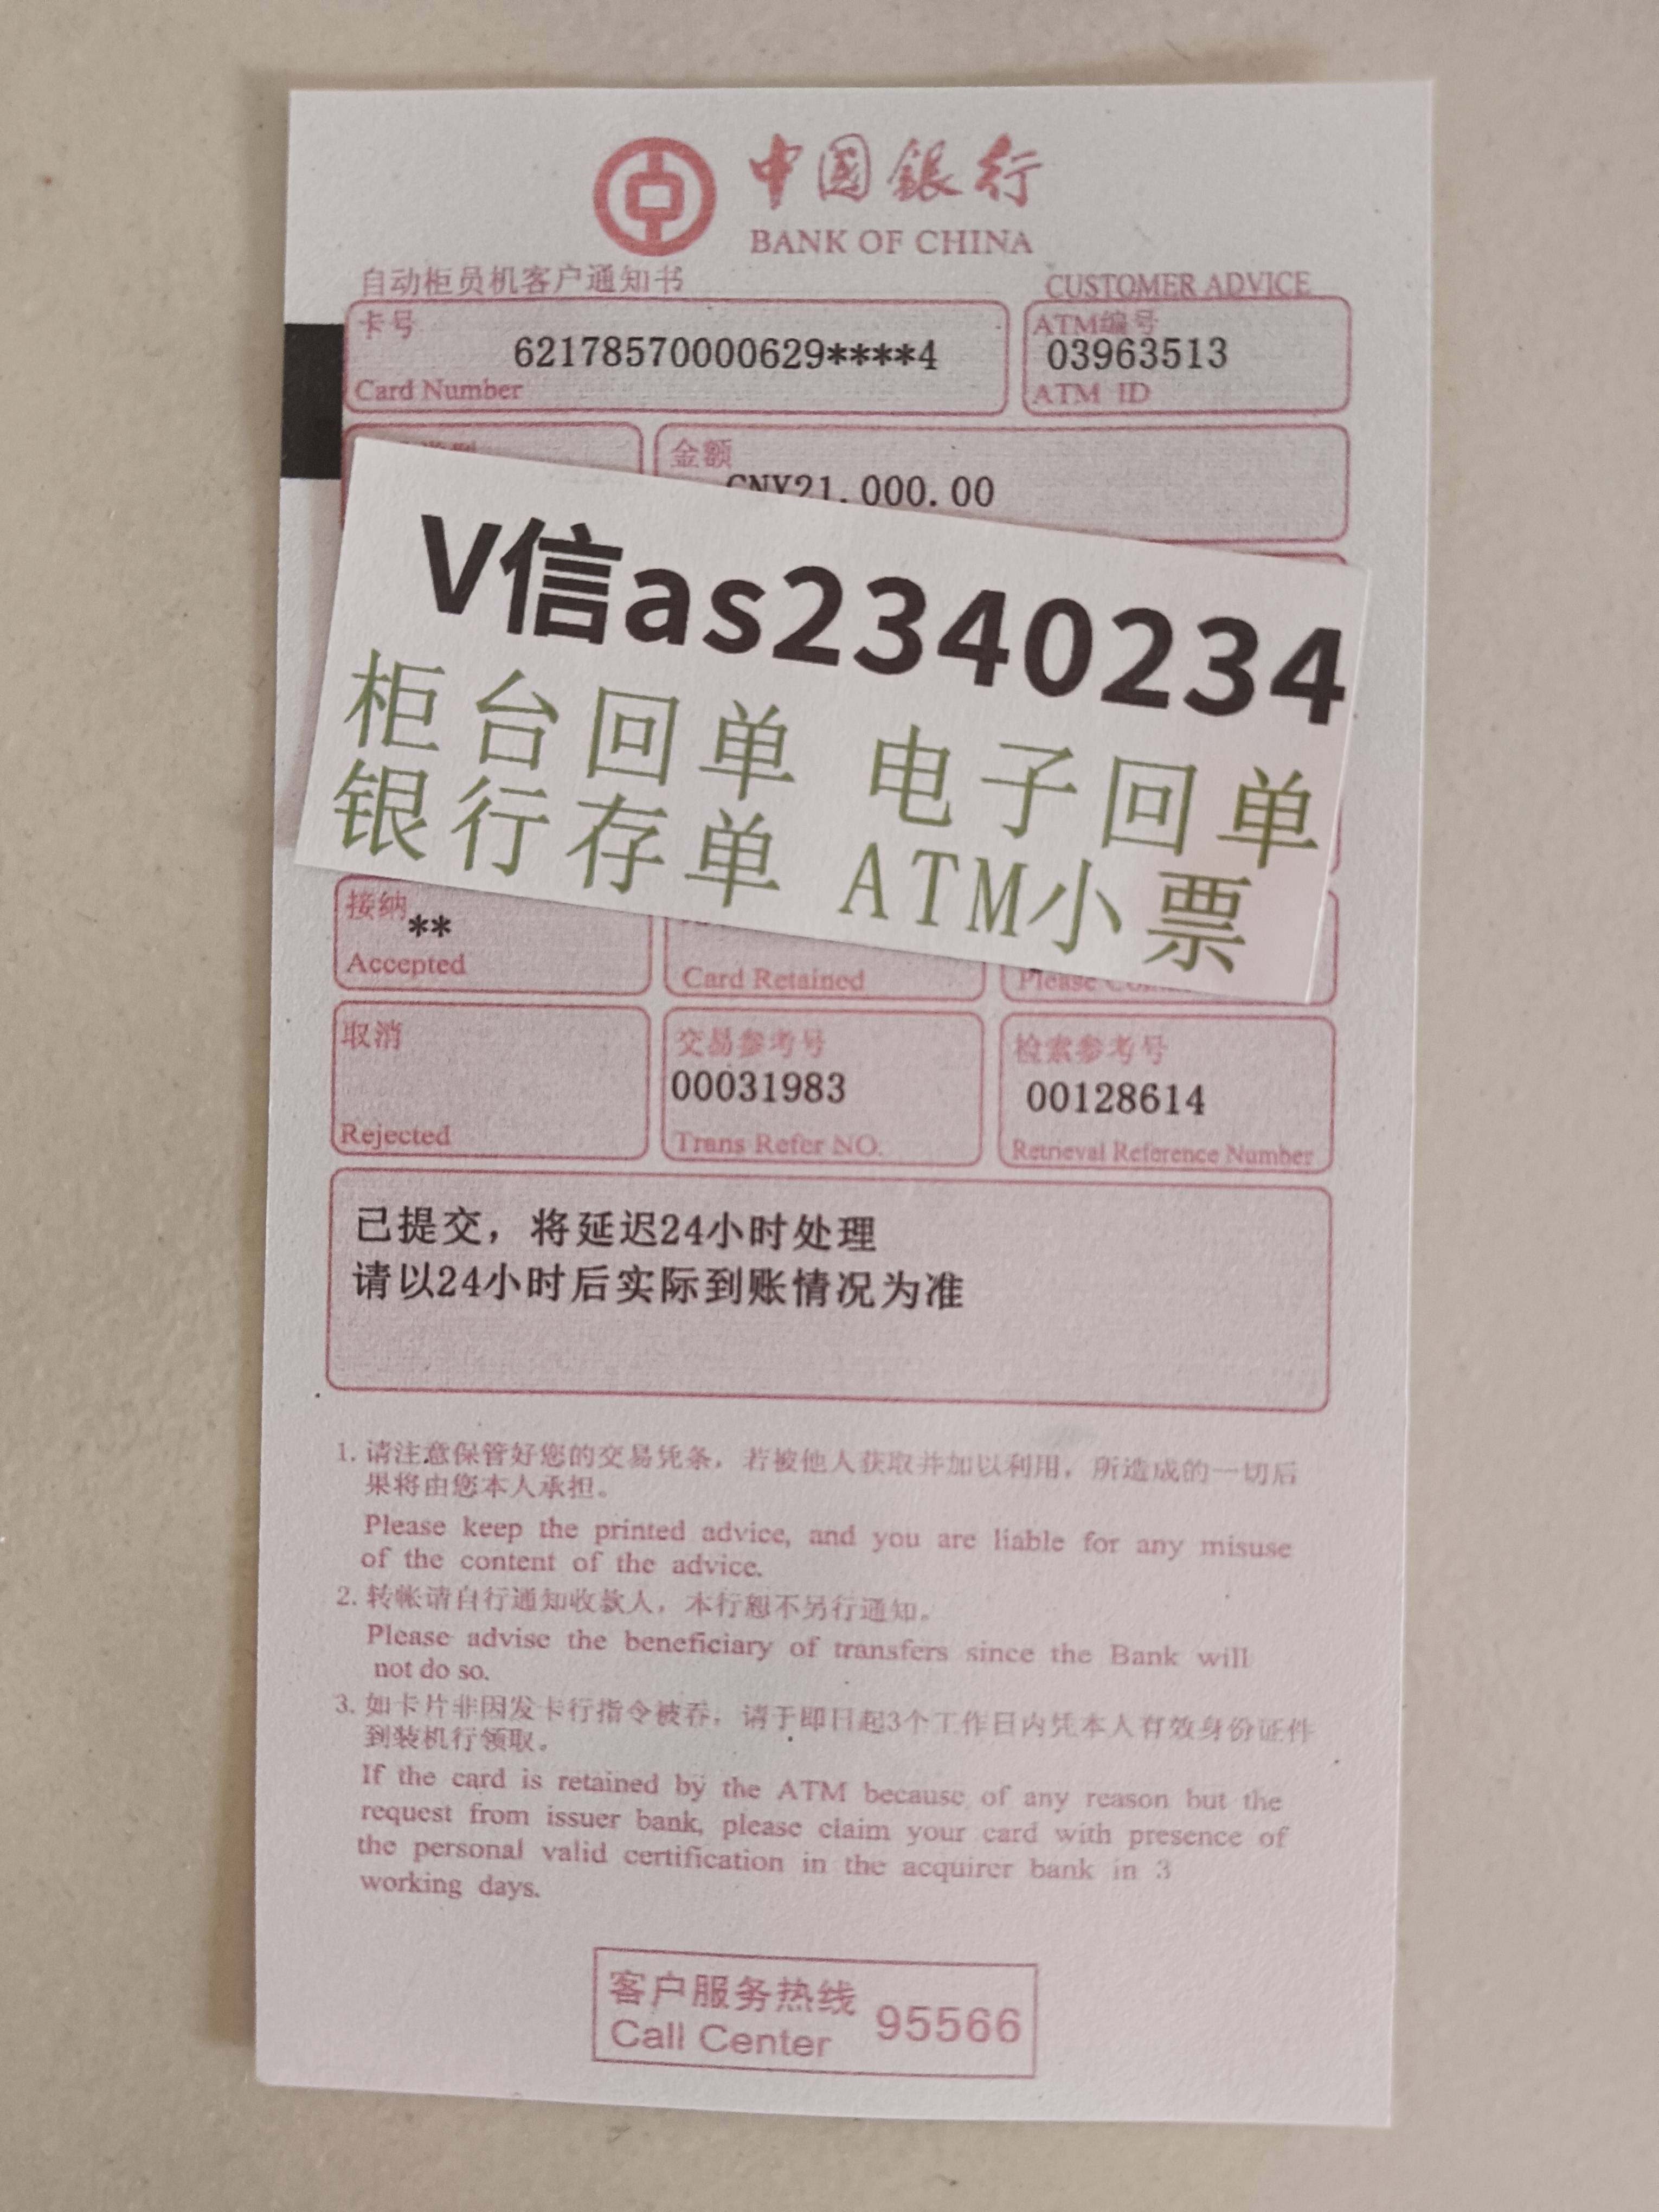 中国銀行
BANK OF CHINA
自动柜员机客户通知书 CUSTOMER ADVICE
卡号
62178570000629****4
Card Number
ATM编号
03963513
ATM ID
金额
CNY21,000.00
V信as2340234
柜台回单 电子回单
银行存单 ATM小票
接纳
**
Accepted
Card Retained
Please
取消
Rejected
交易参考号
00031983
Trans Refer NO.
检索参考号
00128614
Retrieval Reference Number
已提交，将延迟24小时处理
请以24小时后实际到账情况为准
1. 请注意保管好您的交易凭条，若被他人获取并加以利用，所造成的一切后
果将由您本人承担。
Please keep the printed advice, and you are liable for any misuse
of the content of the advice.
2. 转帐请自行通知收款人，本行恕不另行通知。
Please advise the beneficiary of transfers since the Bank will
not do so.
3. 如卡片非因发卡行指令被吞，请于即日起3个工作日内凭本人有效身份证件
到装机行领取。
If the card is retained by the ATM because of any reason but the
request from issuer bank, please claim your card with presence of
the personal valid certification in the acquirer bank in 3
working days.
客户服务热线 95566
Call Center